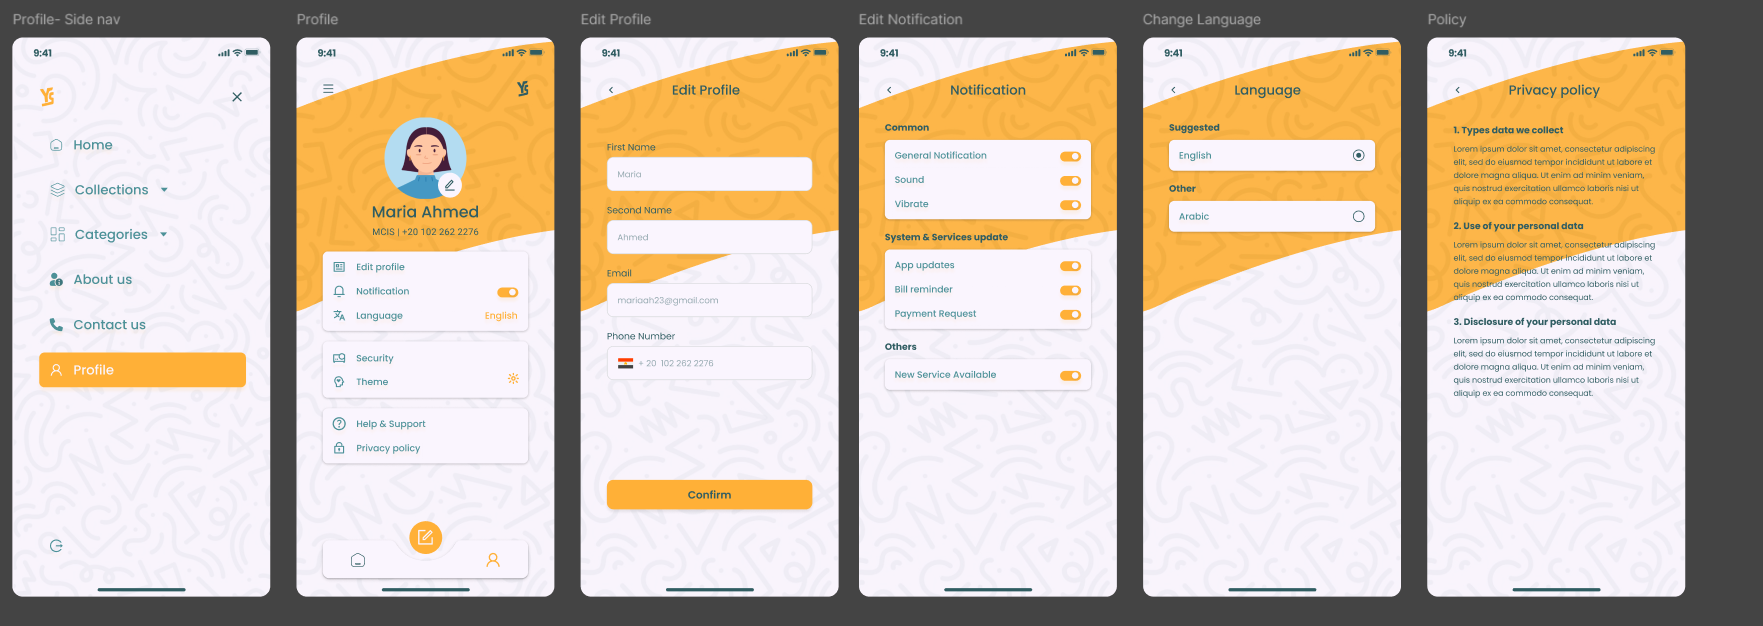 Profile- Side nav
9:41
YS
Home
Collections
Categories
About us
Contact us
Profile
Profile
9:41
YS
Maria Ahmed
MCIS | +20 102 262 2276
Edit profile
Notification
Language English
Security
Theme
Help & Support
Privacy policy
Edit Profile
9:41
Edit Profile
First Name
Maria
Second Name
Ahmed
Email
mariaah23@gmail.com
Phone Number
+ 20 102 262 2276
Confirm
Edit Notification
9:41
Notification
Common
General Notification
Sound
Vibrate
System & Services update
App updates
Bill reminder
Payment Request
Others
New Service Available
Change Language
9:41
Language
Suggested
English
Other
Arabic
Policy
9:41
Privacy policy
1. Types data we collect
Lorem ipsum dolor sit amet, consectetur adipiscing
elit, sed do eiusmod tempor incididunt ut labore et
dolore magna aliqua. Ut enim ad minim veniam,
quis nostrud exercitation ullamco laboris nisi ut
aliquip ex ea commodo consequat.
2. Use of your personal data
Lorem ipsum dolor sit amet, consectetur adipiscing
elit, sed do eiusmod tempor incididunt ut labore et
dolore magna aliqua. Ut enim ad minim veniam,
quis nostrud exercitation ullamco laboris nisi ut
aliquip ex ea commodo consequat.
3. Disclosure of your personal data
Lorem ipsum dolor sit amet, consectetur adipiscing
elit, sed do eiusmod tempor incididunt ut labore et
dolore magna aliqua. Ut enim ad minim veniam,
quis nostrud exercitation ullamco laboris nisi ut
aliquip ex ea commodo consequat.